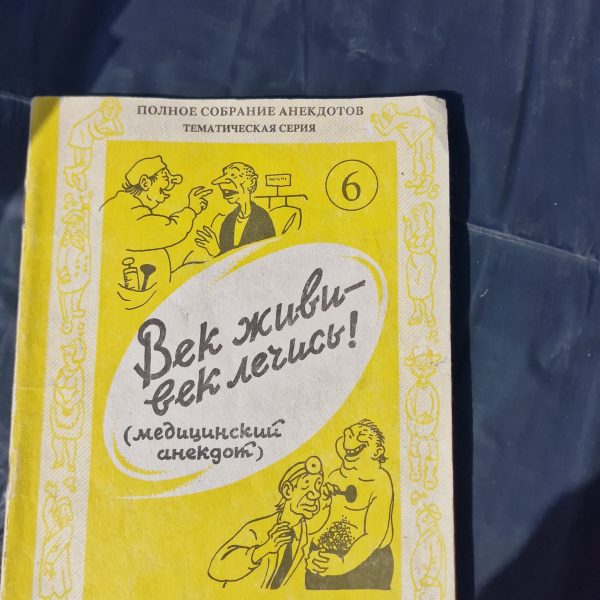 ПОЛНОЕ СОБРАНИЕ АНЕКДОТОВ
ТЕМАТИЧЕСКАЯ СЕРИЯ
6
Век живи—
век лечись!
(медицинский
анекдот)